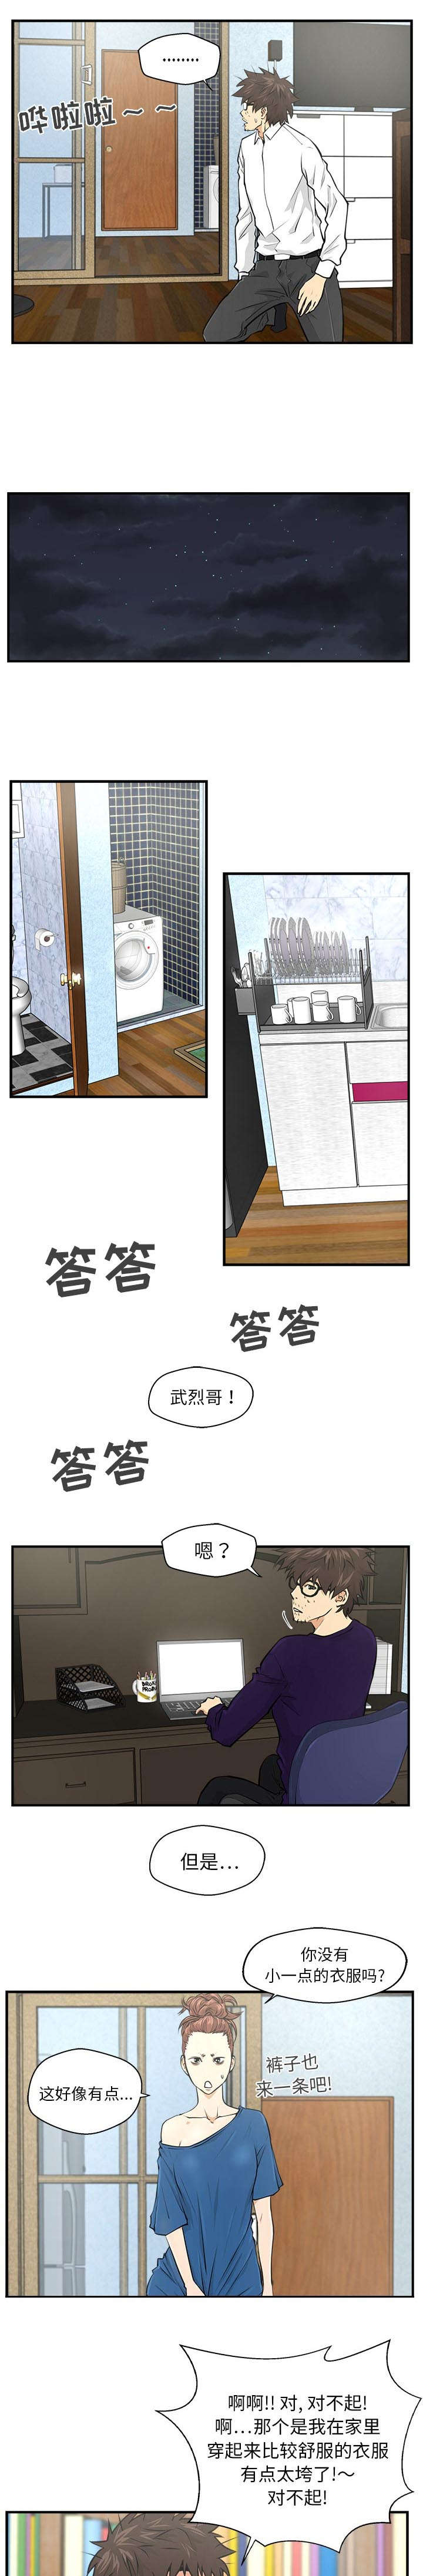 ........
哗啦啦～～
答答
答答
武烈哥！
答答
嗯？
但是...
你没有
小一点的衣服吗?
这好像有点...
裤子也
来一条吧!
啊啊!! 对, 对不起!
啊...那个是我在家里
穿起来比较舒服的衣服
有点太垮了!～
对不起!